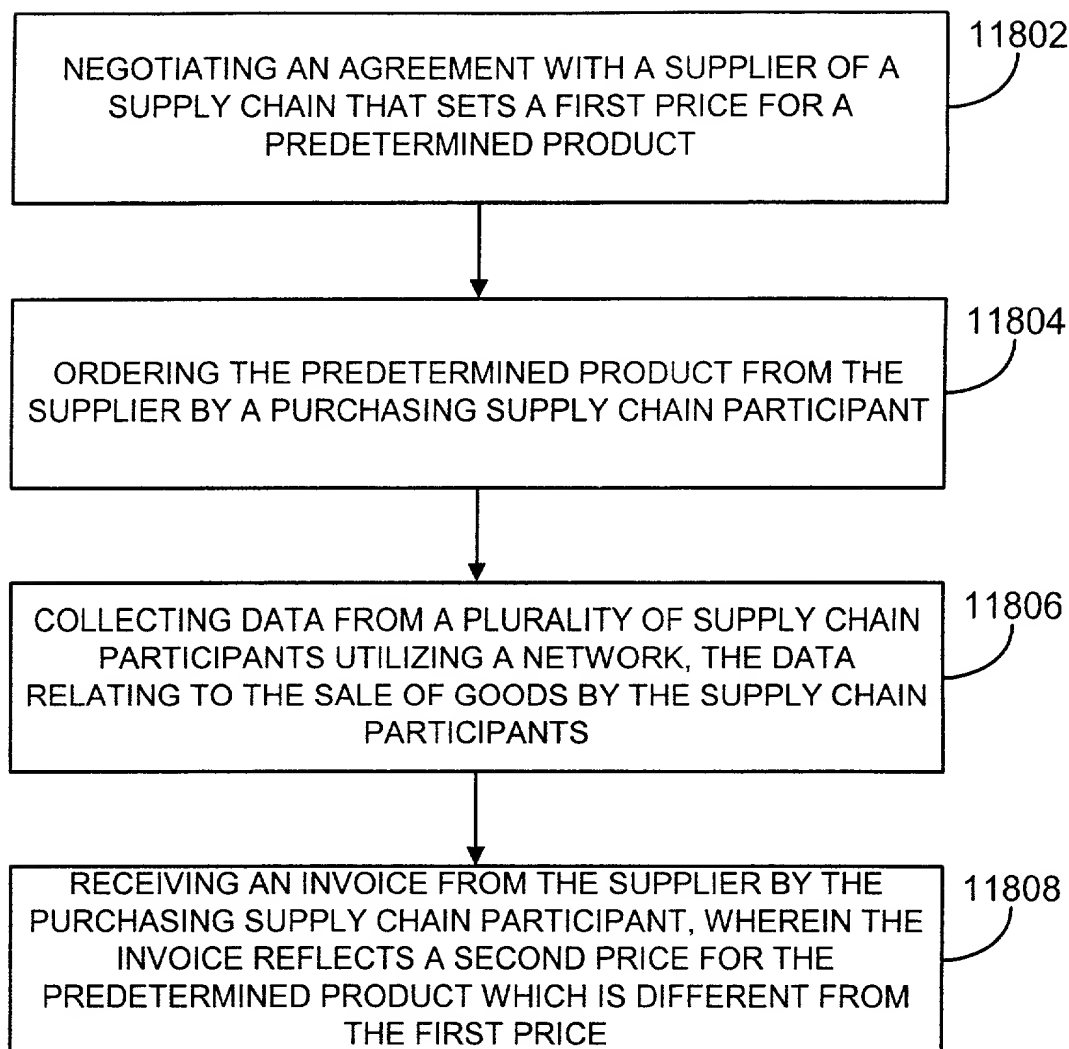 11802
NEGOTIATING AN AGREEMENT WITH A SUPPLIER OF A
SUPPLY CHAIN THAT SETS A FIRST PRICE FOR A
PREDETERMINED PRODUCT
11804
ORDERING THE PREDETERMINED PRODUCT FROM THE
SUPPLIER BY A PURCHASING SUPPLY CHAIN PARTICIPANT
11806
COLLECTING DATA FROM A PLURALITY OF SUPPLY CHAIN
PARTICIPANTS UTILIZING A NETWORK, THE DATA
RELATING TO THE SALE OF GOODS BY THE SUPPLY CHAIN
PARTICIPANTS
11808
RECEIVING AN INVOICE FROM THE SUPPLIER BY THE
PURCHASING SUPPLY CHAIN PARTICIPANT, WHEREIN THE
INVOICE REFLECTS A SECOND PRICE FOR THE
PREDETERMINED PRODUCT WHICH IS DIFFERENT FROM
THE FIRST PRICE